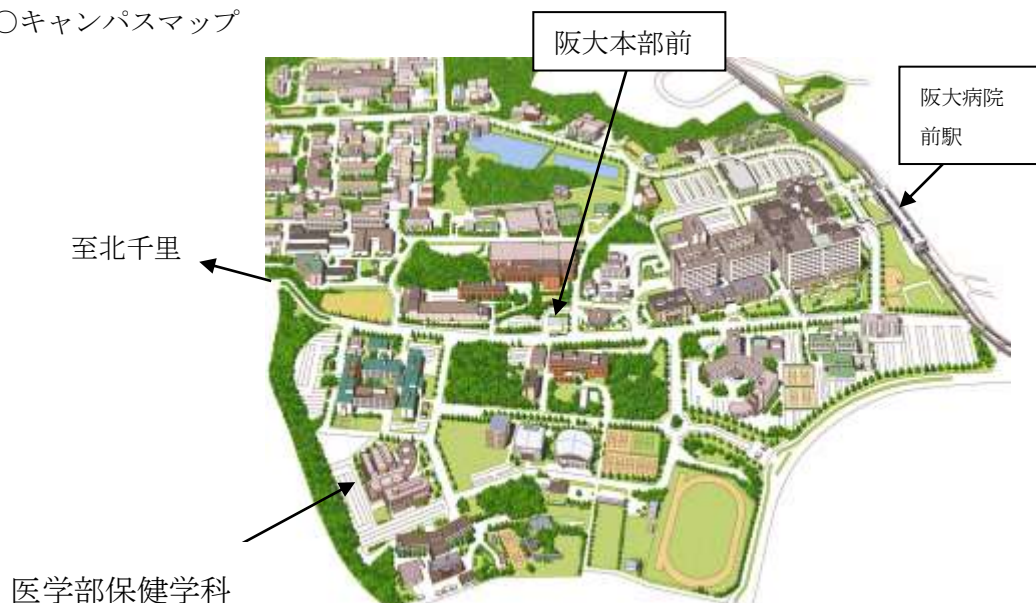 ○キャンパスマップ
阪大本部前
阪大病院
前駅
至北千里
医学部保健学科